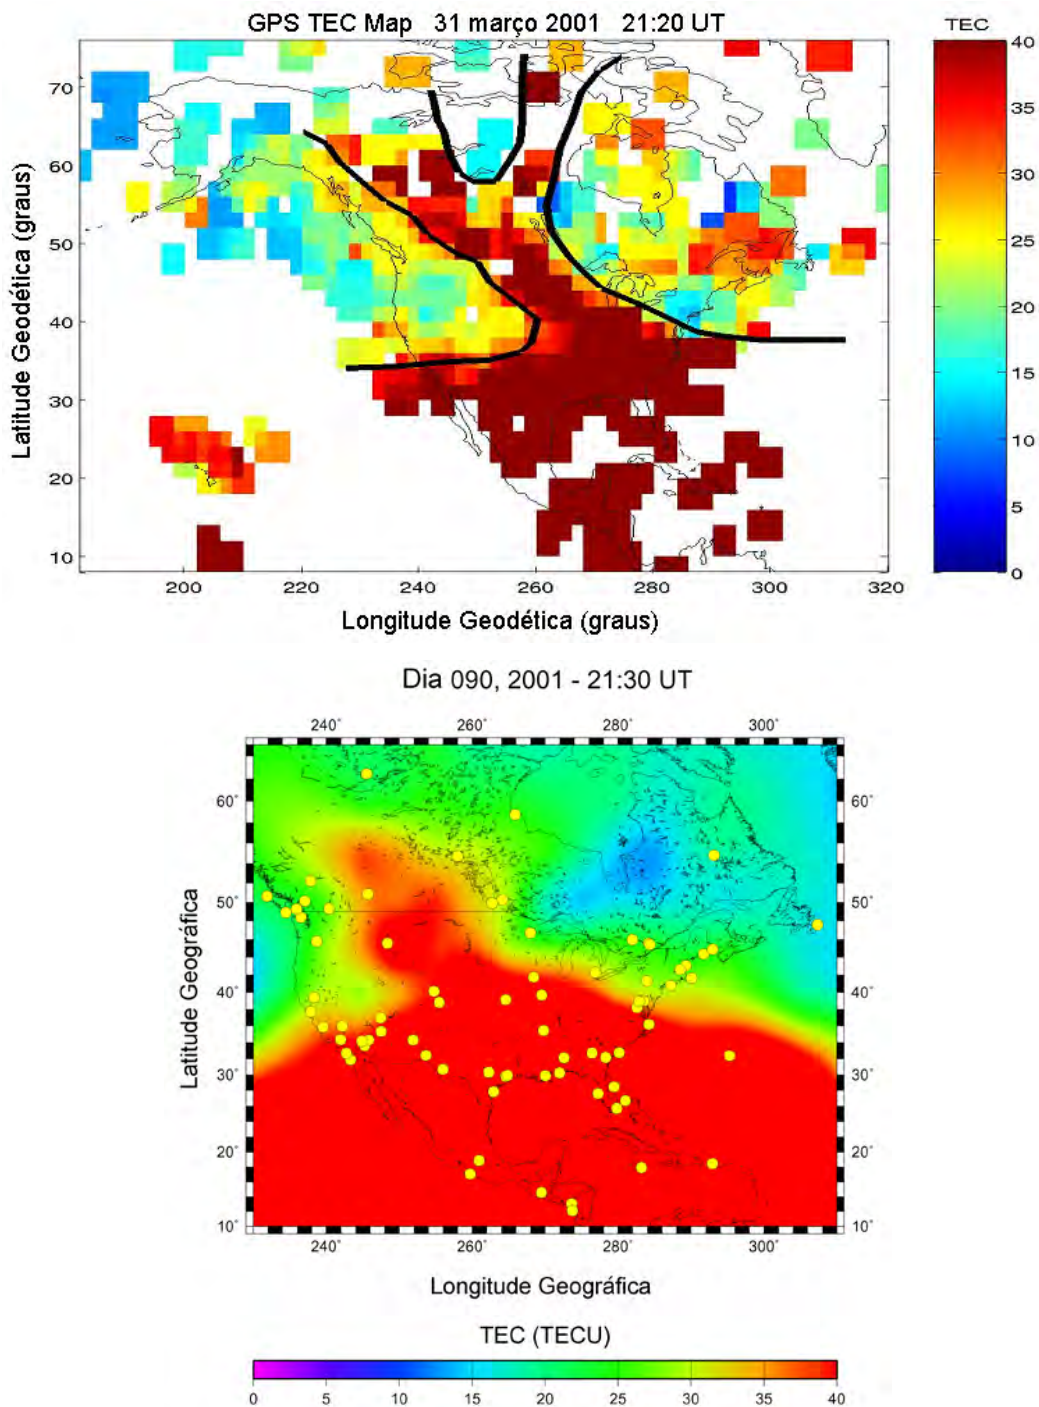 GPS TEC Map 31 março 2001 21:20 UT
TEC
70
60
50
40
30
20
10
200 220 240 260 280 300 320
Latitude Geodética (graus)
Longitude Geodética (graus)
40
35
30
25
20
15
10
5
0
Dia 090, 2001 - 21:30 UT
240˚ 260˚ 280˚ 300˚
60˚ 60˚
50˚ 50˚
40˚ 40˚
30˚ 30˚
20˚ 20˚
10˚ 10˚
240˚ 260˚ 280˚ 300˚
Latitude Geográfica
Longitude Geográfica
TEC (TECU)
0 5 10 15 20 25 30 35 40